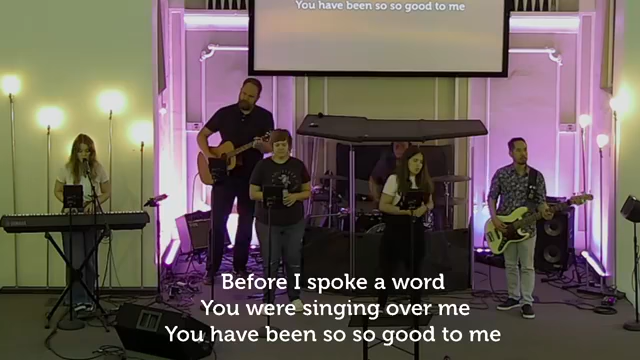 You have been so so good to me
Before I spoke a word
You were singing over me
You have been so so good to me